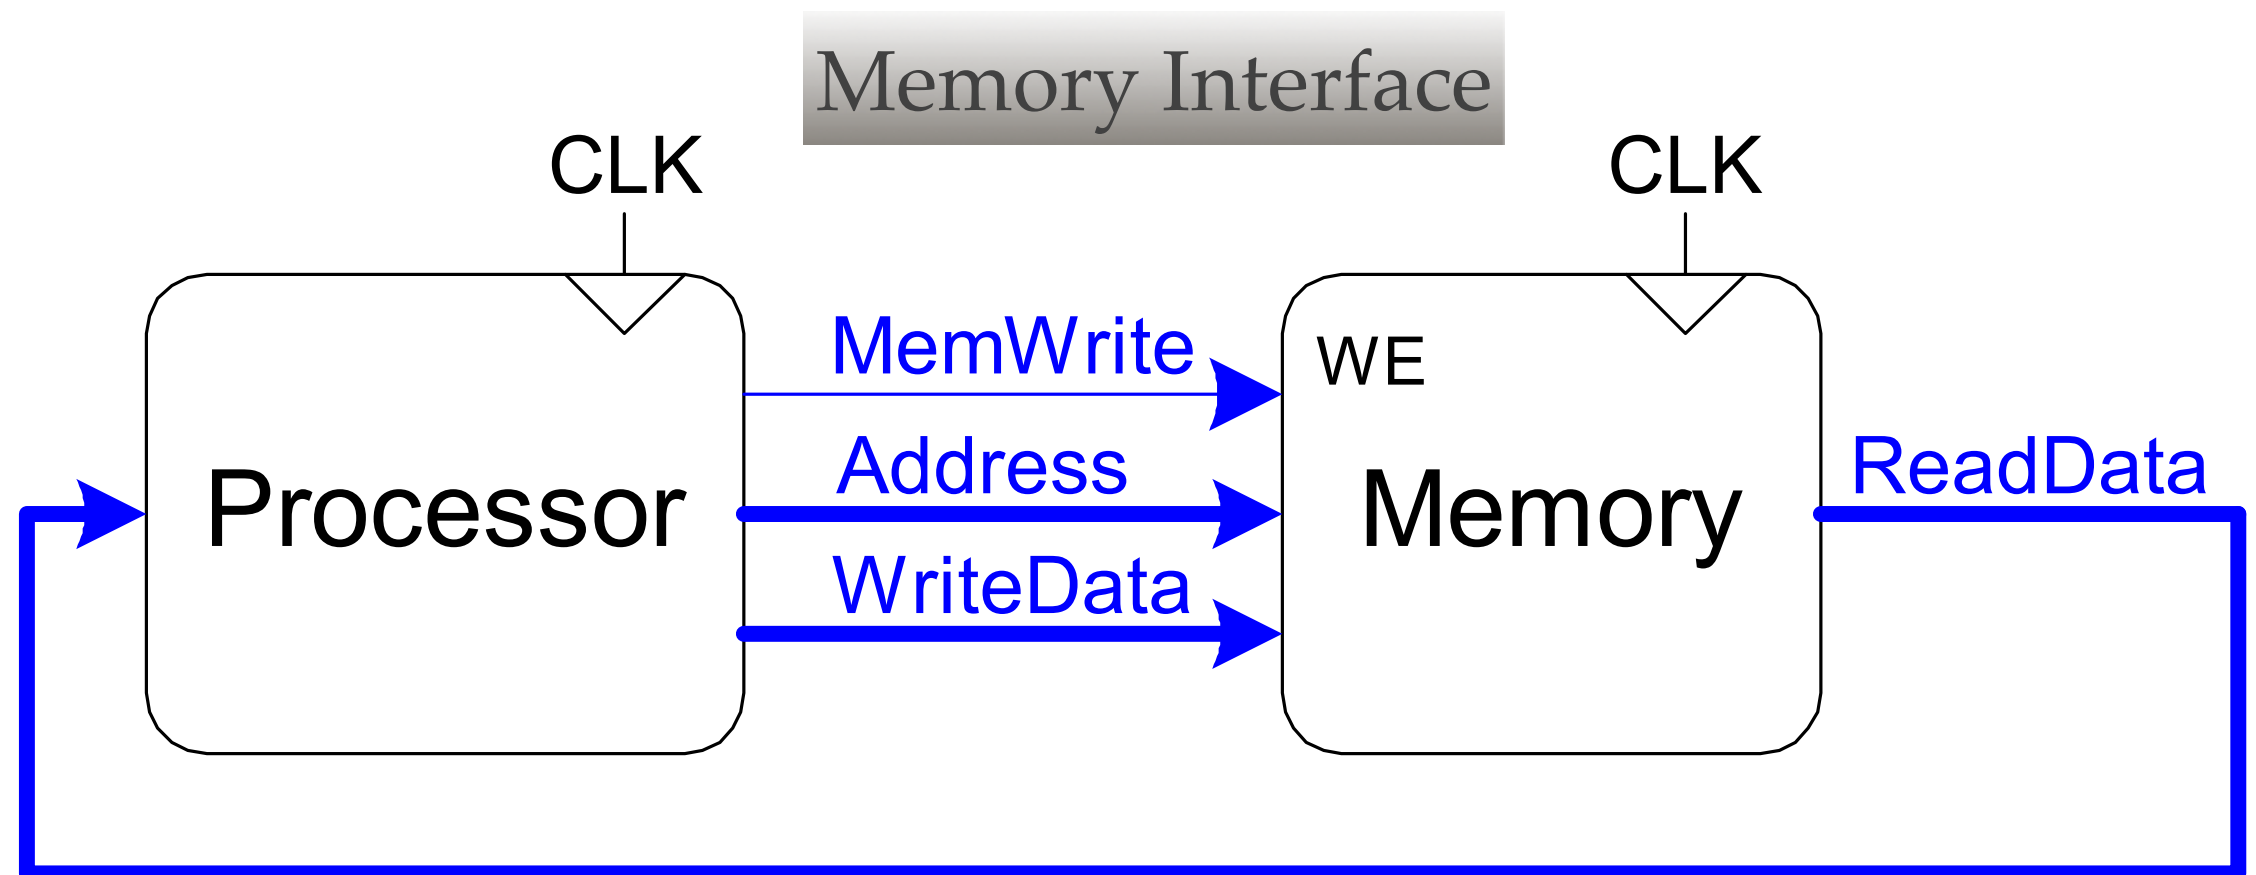 Memory Interface
CLK
CLK
MemWrite
WE
Address
Processor
Memory
ReadData
WriteData